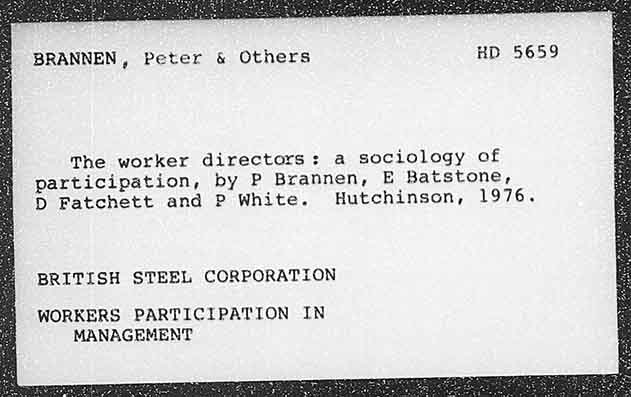 BRANNEN, Peter & Others HD 5659
The worker directors: a sociology of
participation, by P Brannen, E Batstone,
D Fatchett and P White. Hutchinson, 1976.
BRITISH STEEL CORPORATION
WORKERS PARTICIPATION IN
MANAGEMENT